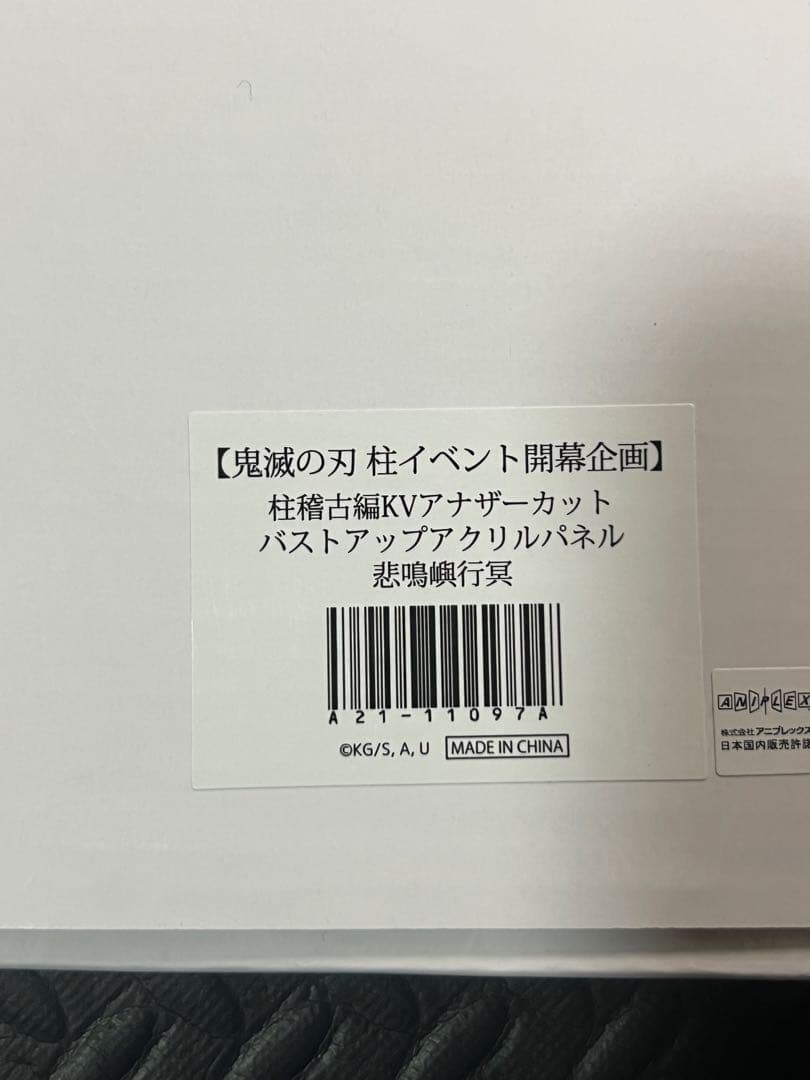 【鬼滅の刃 柱イベント開幕企画】
柱稽古編KVアナザーカット
バストアップアクリルパネル
悲鳴嶼行冥
A21-11097A
©KG/S, A, U MADE IN CHINA
ANIPLEX
株式会社アニプレックス
日本国内販売許諾